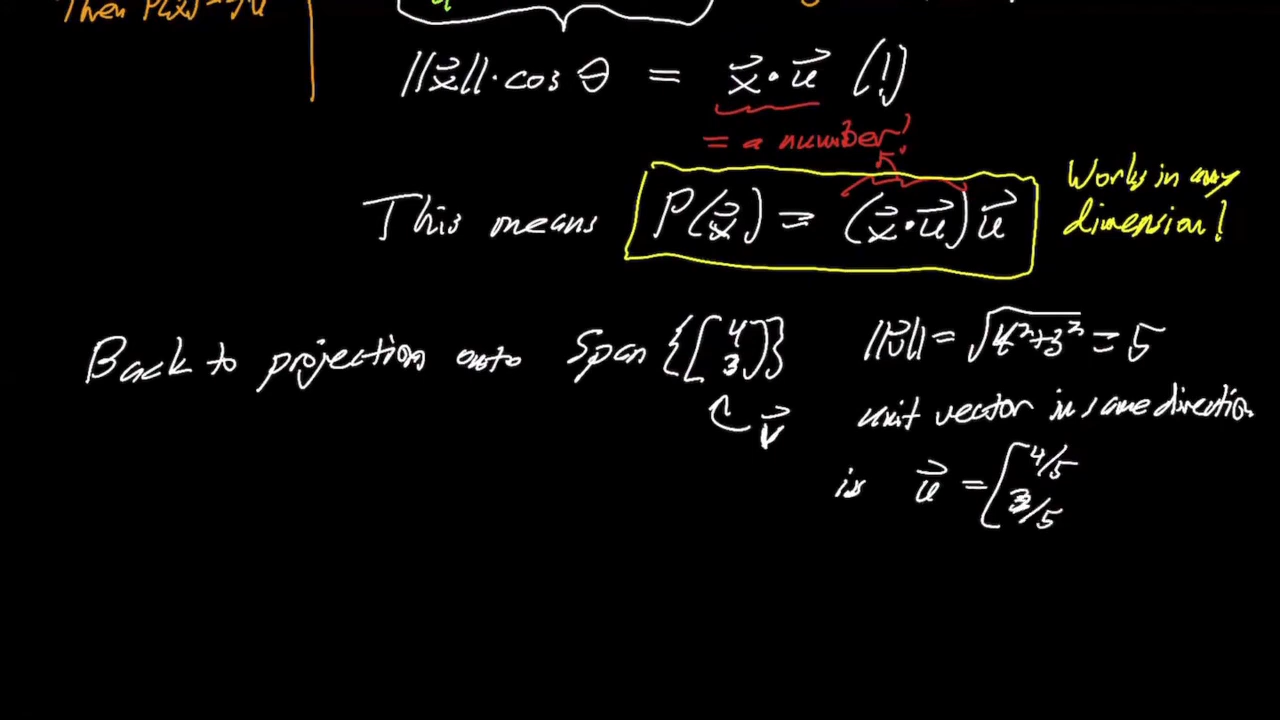 Then P(x)
||x⃗||·cos θ = x⃗·u⃗ (!)
= a number!
This means P(x⃗) = (x⃗·u⃗)u⃗
Works in any
dimension!
Back to projection onto Span {[4 3]}
v⃗
||v⃗|| = √4²+3² = 5
unit vector in same direction
is u⃗ = [4/5
3/5